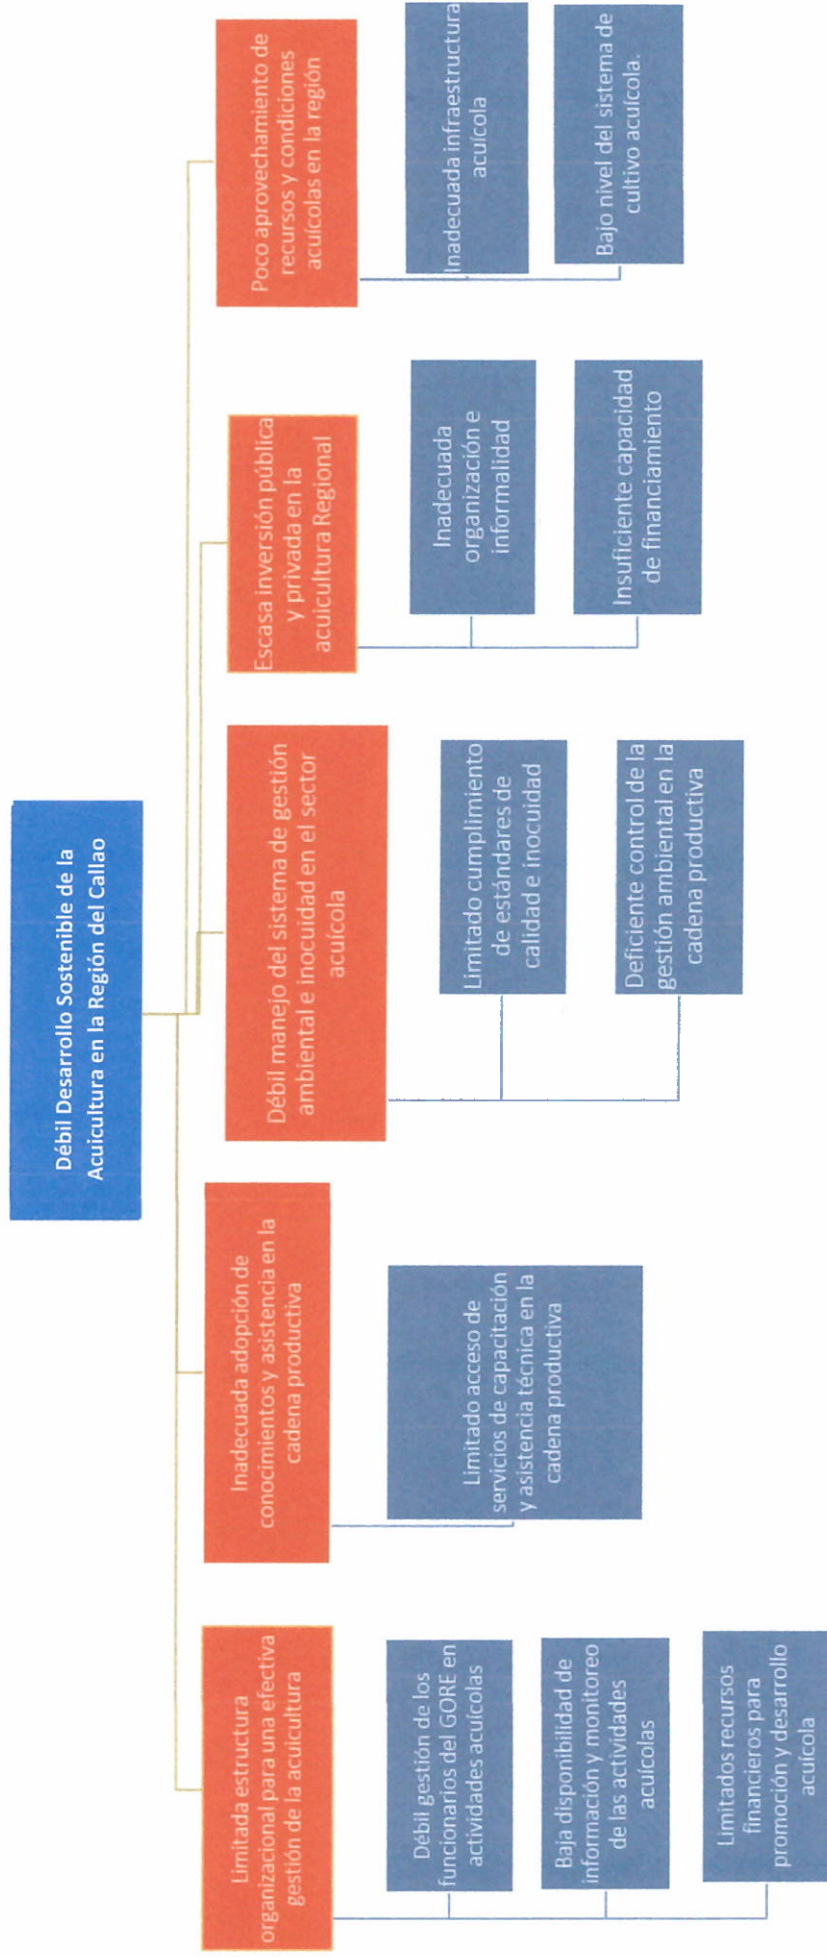 Débil Desarrollo Sostenible de la
Acuicultura en la Región del Callao
Limitada estructura
organizacional para una efectiva
gestión de la acuicultura
Débil gestión de los
funcionarios del GORE en
actividades acuícolas
Baja disponibilidad de
información y monitoreo
de las actividades
acuícolas
Limitados recursos
financieros para
promoción y desarrollo
acuícola
Inadecuada adopción de
conocimientos y asistencia en la
cadena productiva
Limitado acceso de
servicios de capacitación
y asistencia técnica en la
cadena productiva
Débil manejo del sistema de gestión
ambiental e inocuidad en el sector
acuícola
Limitado cumplimiento
de estándares de
calidad e Inocuidad
Deficiente control de la
gestión ambiental en la
cadena productiva
Escasa inversión pública
y privada en la
acuicultura Regional
Inadecuada
organización e
informalidad
Insuficiente capacidad
de financiamiento
Poco aprovechamiento de
recursos y condiciones
acuícolas en la región
Inadecuada infraestructura
acuícola
Bajo nivel del sistema de
cultivo acuícola.